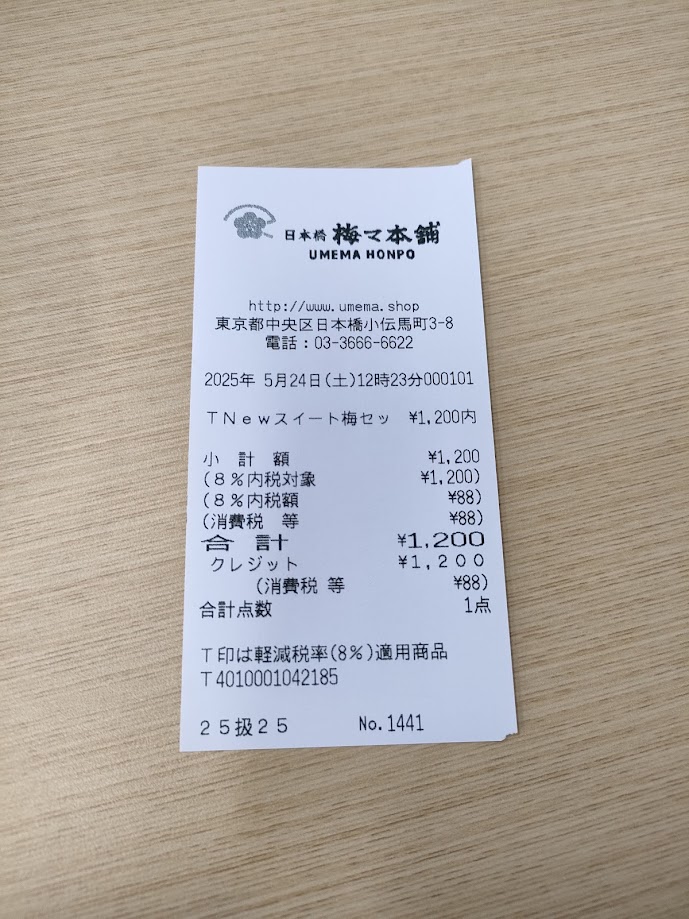 日本橋 梅マ本舗
UMEMA HONPO
http://www.umema.shop
東京都中央区日本橋小伝馬町3-8
電話：03-3666-6622
2025年 5月24日(土)12時23分000101
ＴＮｅｗスイート梅セッ ¥1,200内
小 計 額 ¥1,200
(８％内税対象 ¥1,200)
(８％内税額 ¥88)
(消費税 等 ¥88)
合 計 ¥1,200
クレジット ¥１,２００
(消費税 等 ¥88)
合計点数 1点
Ｔ印は軽減税率(8％)適用商品
Ｔ4010001042185
２５扱２５ No.1441